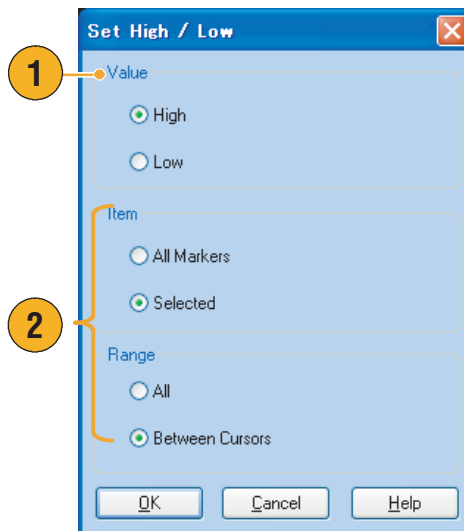 Set High / Low
1
Value
High
Low
Item
All Markers
Selected
2
Range
All
Between Cursors
OK Cancel Help